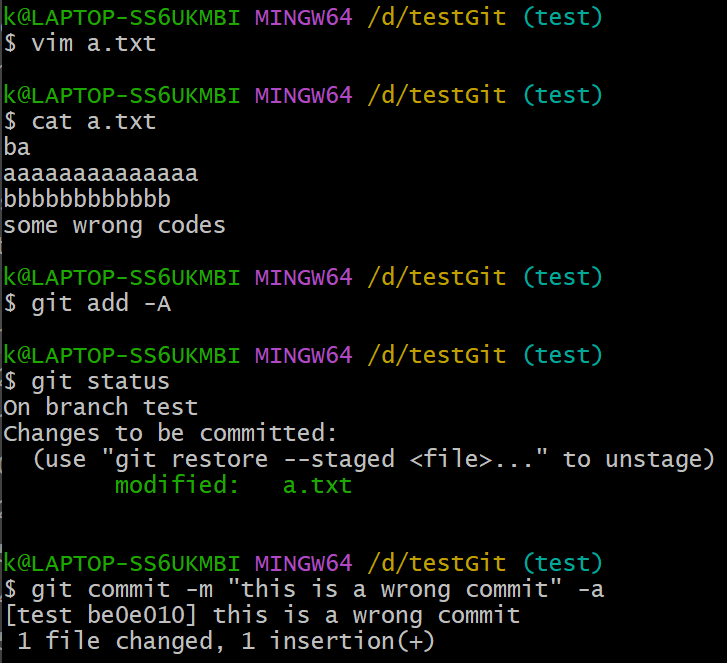 k@LAPTOP-SS6UKMBI MINGW64 /d/testGit (test)
$ vim a.txt
k@LAPTOP-SS6UKMBI MINGW64 /d/testGit (test)
$ cat a.txt
ba
aaaaaaaaaaaaaa
bbbbbbbbbbbb
some wrong codes
k@LAPTOP-SS6UKMBI MINGW64 /d/testGit (test)
$ git add -A
k@LAPTOP-SS6UKMBI MINGW64 /d/testGit (test)
$ git status
On branch test
Changes to be committed:
  (use "git restore --staged <file>..." to unstage)
        modified:   a.txt
k@LAPTOP-SS6UKMBI MINGW64 /d/testGit (test)
$ git commit -m "this is a wrong commit" -a
[test be0e010] this is a wrong commit
 1 file changed, 1 insertion(+)